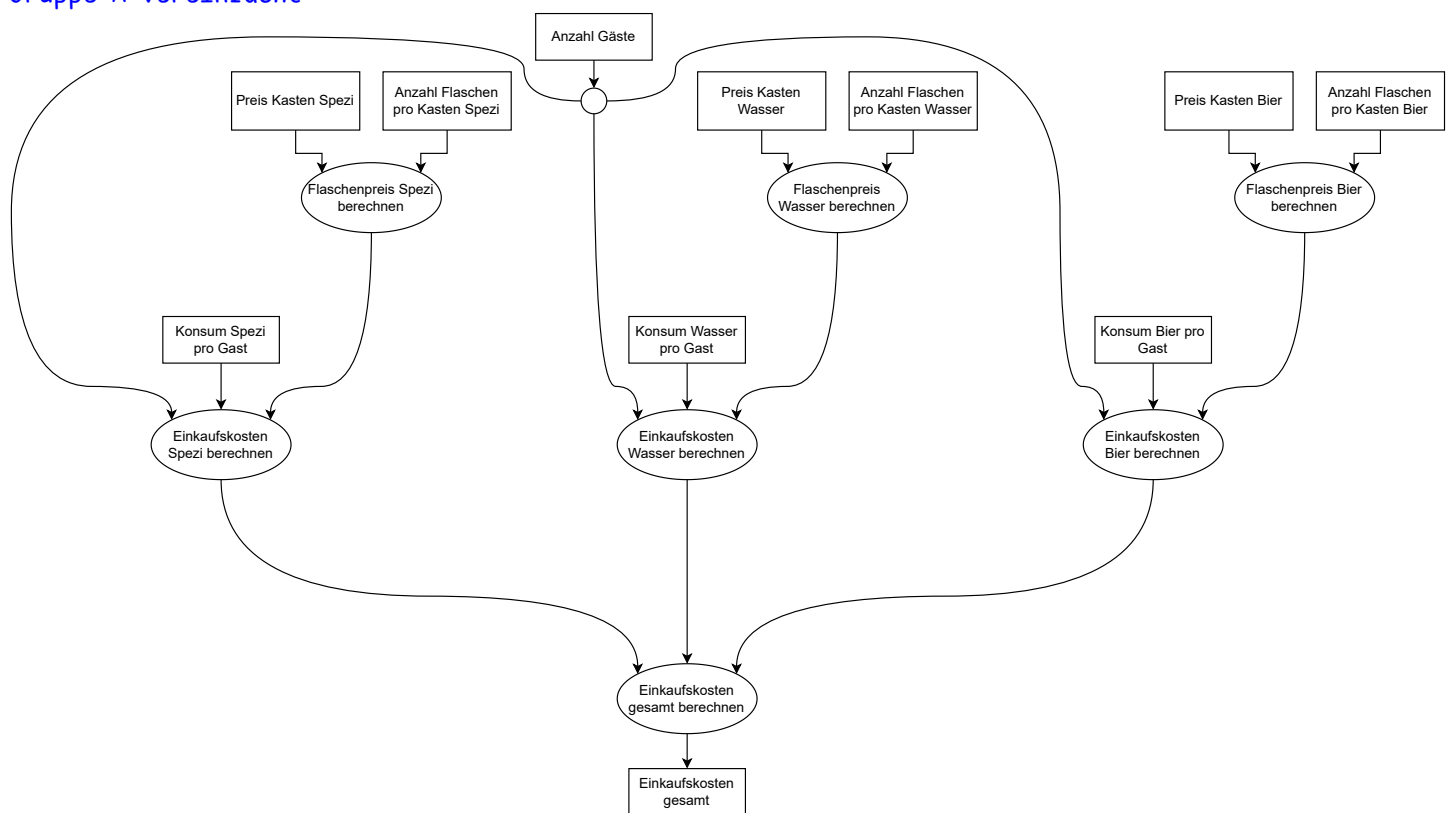 Anzahl Gäste
Preis Kasten Spezi
Anzahl Flaschen
pro Kasten Spezi
Preis Kasten
Wasser
Anzahl Flaschen
pro Kasten Wasser
Preis Kasten Bier
Anzahl Flaschen
pro Kasten Bier
Flaschenpreis Spezi
berechnen
Flaschenpreis
Wasser berechnen
Flaschenpreis Bier
berechnen
Konsum Spezi
pro Gast
Konsum Wasser
pro Gast
Konsum Bier pro
Gast
Einkaufskosten
Spezi berechnen
Einkaufskosten
Wasser berechnen
Einkaufskosten
Bier berechnen
Einkaufskosten
gesamt berechnen
Einkaufskosten
gesamt